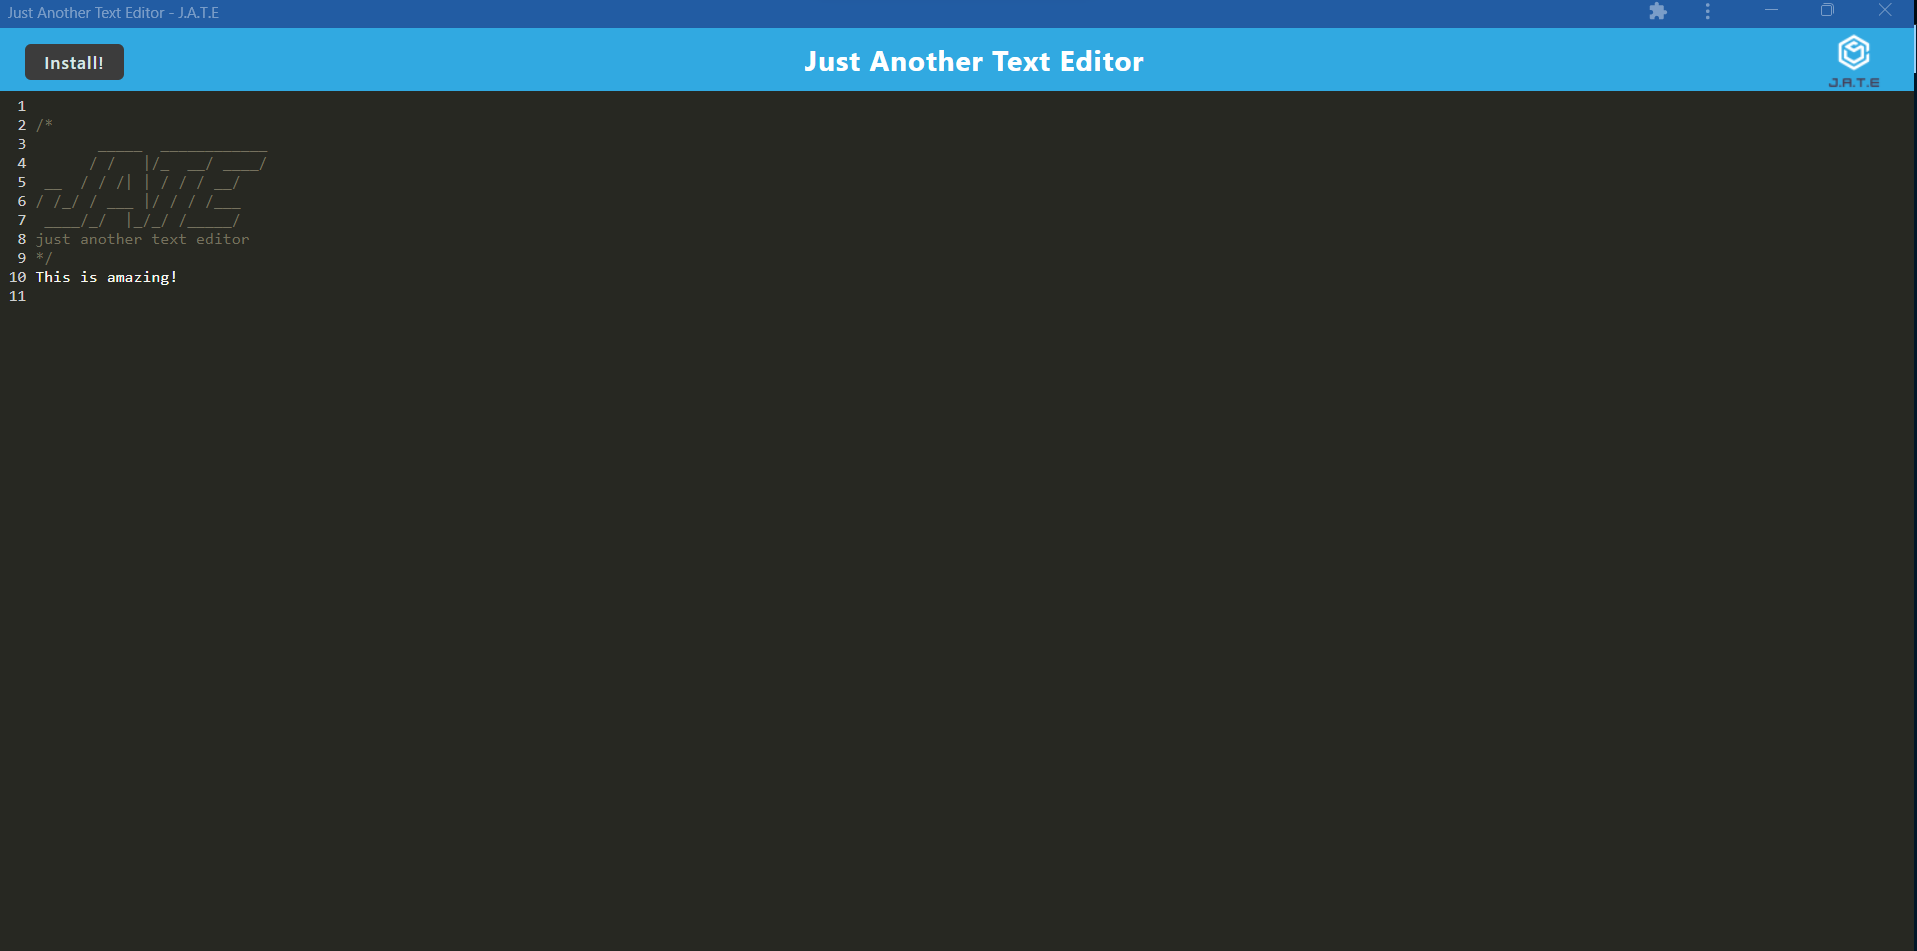 Just Another Text Editor - J.A.T.E
Install!
Just Another Text Editor
J.A.T.E
1
2 /*
3        _____  ____________
4       / /   |/_  __/ ____/
5  __  / / /| | / / / __/
6 / /_/ / ___ |/ / / /___
7  ____/_/  |_/_/ /_____/
8 just another text editor
9 */
10 This is amazing!
11